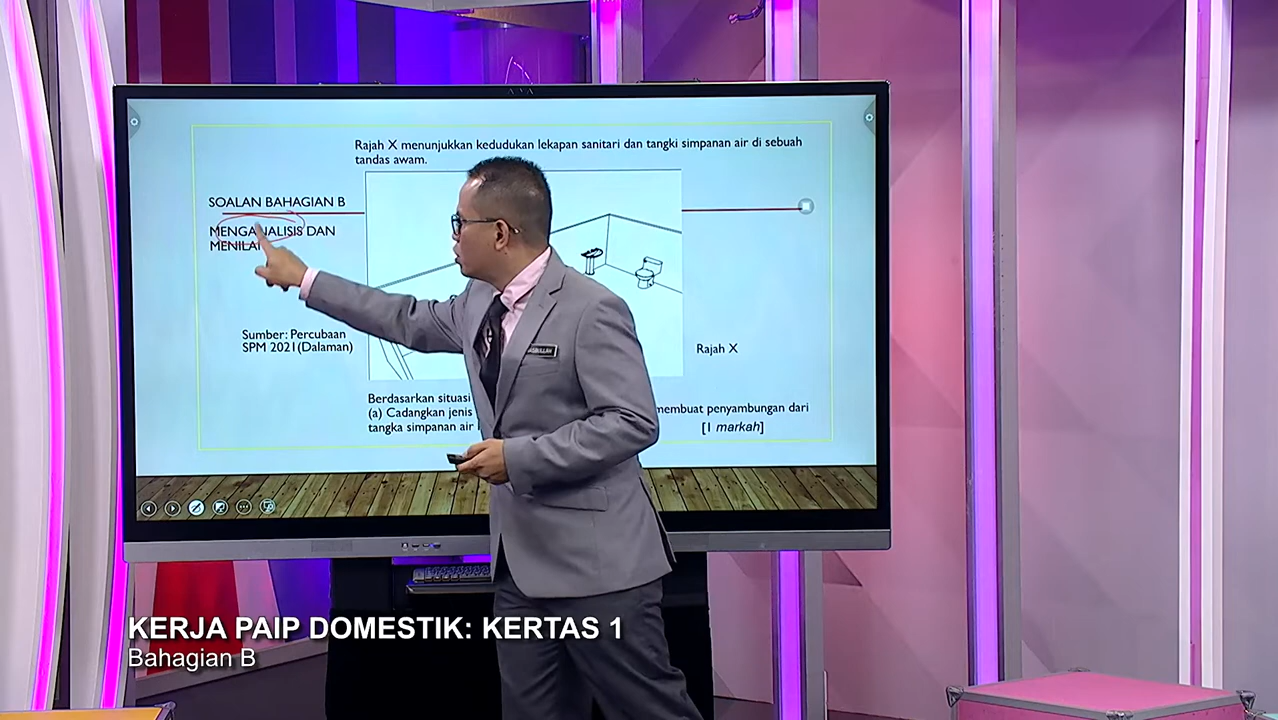 Rajah X menunjukkan kedudukan lekapan sanitari dan tangki simpanan air di sebuah
tandas awam.
SOALAN BAHAGIAN B
MENGANALISIS DAN
MENILAI
Sumber: Percubaan
SPM 2021(Dalaman)
Rajah X
Berdasarkan situasi
(a) Cadangkan jenis membuat penyambungan dari
tangka simpanan air [1 markah]
KERJA PAIP DOMESTIK: KERTAS 1
Bahagian B